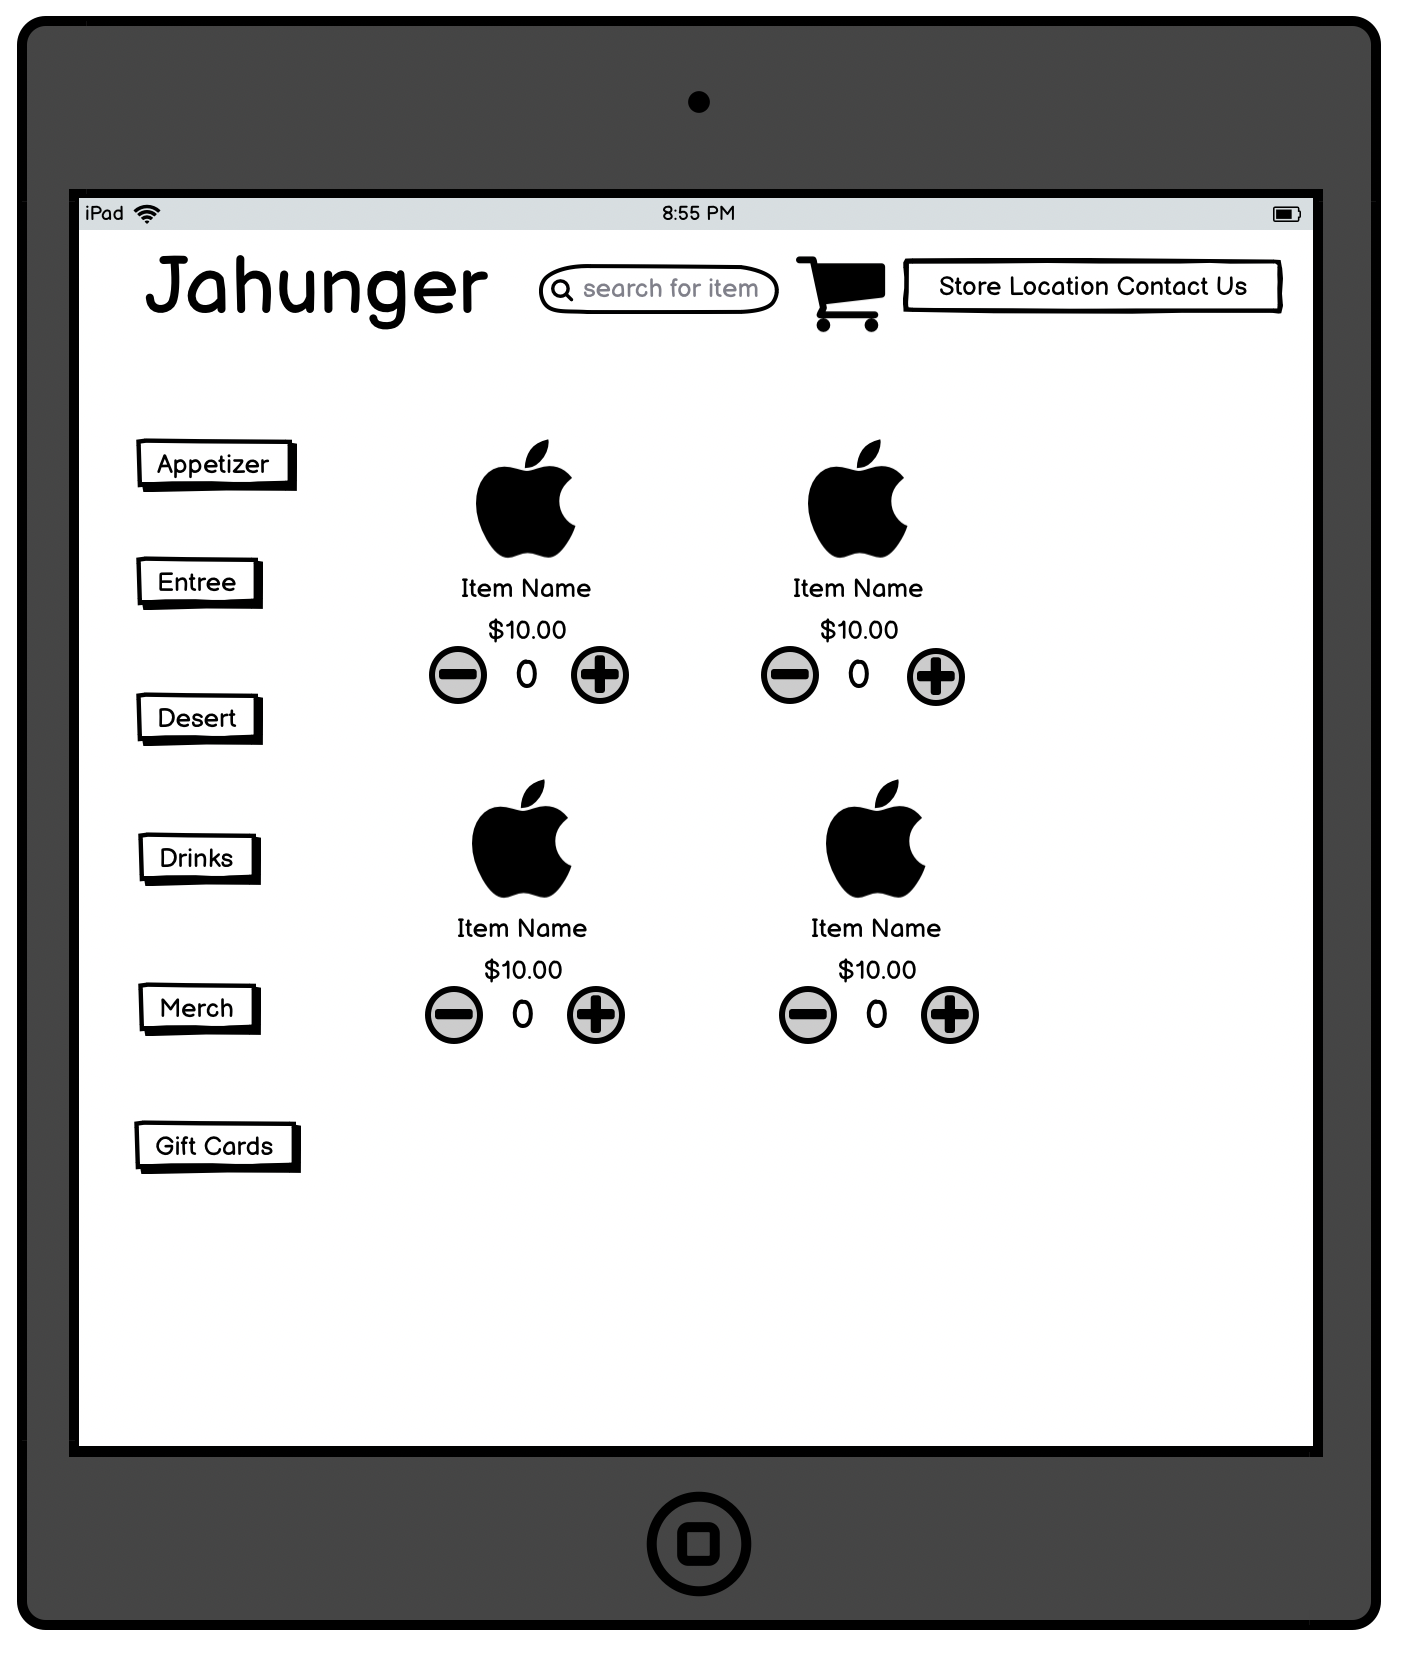 iPad 8:55 PM
Jahunger
search for item
Store Location Contact Us
Appetizer
Entree
Desert
Drinks
Merch
Gift Cards
Item Name
$10.00
0
Item Name
$10.00
0
Item Name
$10.00
0
Item Name
$10.00
0